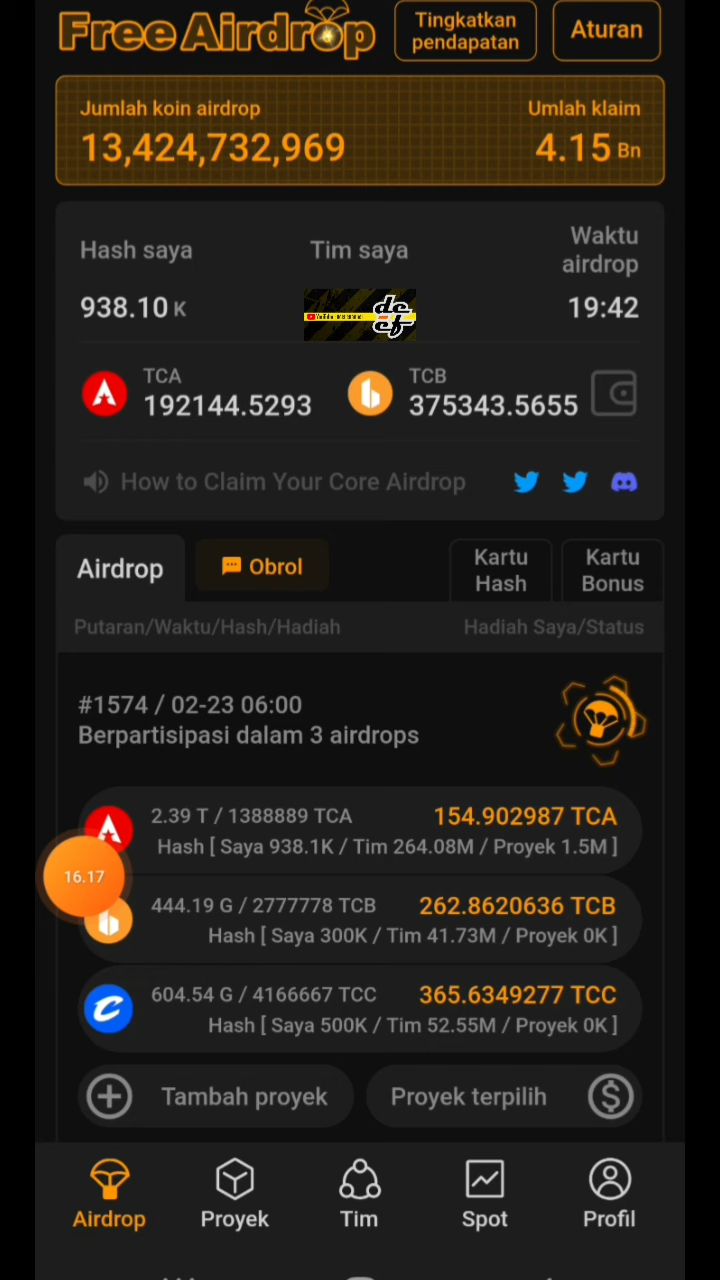 Free Airdrop
Tingkatkan
pendapatan
Aturan
Jumlah koin airdrop
Umlah klaim
13,424,732,969
4.15 Bn
Hash saya
Tim saya
Waktu
airdrop
938.10 K
YouTube
de
ef
19:42
TCA
192144.5293
TCB
375343.5655
How to Claim Your Core Airdrop
Airdrop
Obrol
Kartu
Hash
Kartu
Bonus
Putaran/Waktu/Hash/Hadiah
Hadiah Saya/Status
#1574 / 02-23 06:00
Berpartisipasi dalam 3 airdrops
2.39 T / 1388889 TCA
154.902987 TCA
Hash [ Saya 938.1K / Tim 264.08M / Proyek 1.5M ]
16.17
444.19 G / 2777778 TCB
262.8620636 TCB
Hash [ Saya 300K / Tim 41.73M / Proyek 0K ]
604.54 G / 4166667 TCC
365.6349277 TCC
Hash [ Saya 500K / Tim 52.55M / Proyek 0K ]
Tambah proyek
Proyek terpilih
Airdrop
Proyek
Tim
Spot
Profil